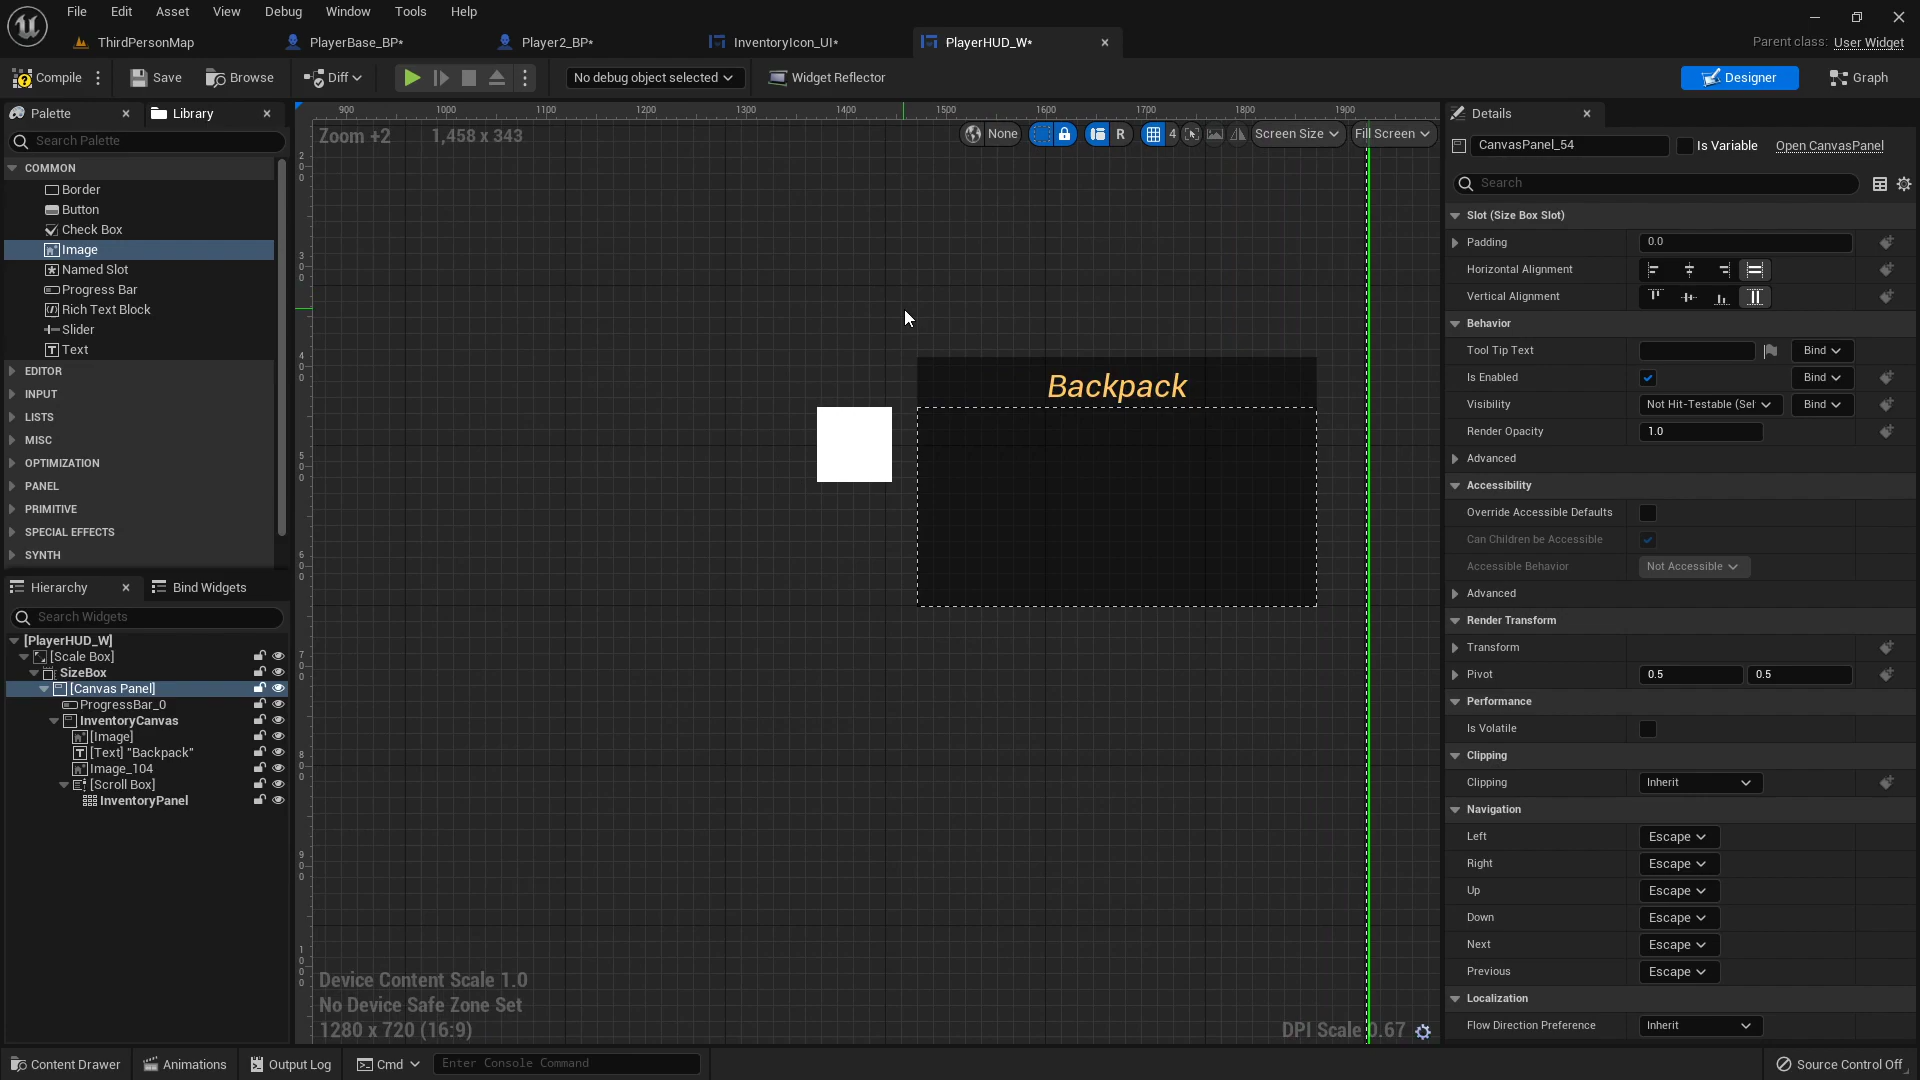 File Edit Asset View Debug Window Tools Help
ThirdPersonMap PlayerBase_BP* Player2_BP* InventoryIcon_UI* PlayerHUD_W*
Parent class: User Widget
Compile Save Browse Diff No debug object selected Widget Reflector Designer Graph
Palette Library
Search Palette
COMMON
Border
Button
Check Box
Image
Named Slot
Progress Bar
Rich Text Block
Slider
Text
EDITOR
INPUT
LISTS
MISC
OPTIMIZATION
PANEL
PRIMITIVE
SPECIAL EFFECTS
SYNTH
Hierarchy Bind Widgets
Search Widgets
[PlayerHUD_W]
[Scale Box]
SizeBox
[Canvas Panel]
ProgressBar_0
InventoryCanvas
[Image]
[Text] "Backpack"
Image_104
[Scroll Box]
InventoryPanel
900 1000 1100 1200 1300 1400 1500 1600 1700 1800 1900
Zoom +2 1,458 x 343
None R 4 Screen Size Fill Screen
200
300
400
500
600
700
800
900
1000
Backpack
Device Content Scale 1.0
No Device Safe Zone Set
1280 x 720 (16:9)
DPI Scale 0.67
Details
CanvasPanel_54 Is Variable Open CanvasPanel
Search
Slot (Size Box Slot)
Padding 0.0
Horizontal Alignment
Vertical Alignment
Behavior
Tool Tip Text Bind
Is Enabled Bind
Visibility Not Hit-Testable (Sel Bind
Render Opacity 1.0
Advanced
Accessibility
Override Accessible Defaults
Can Children be Accessible
Accessible Behavior Not Accessible
Advanced
Render Transform
Transform
Pivot 0.5 0.5
Performance
Is Volatile
Clipping
Clipping Inherit
Navigation
Left Escape
Right Escape
Up Escape
Down Escape
Next Escape
Previous Escape
Localization
Flow Direction Preference Inherit
Content Drawer Animations Output Log Cmd Enter Console Command Source Control Off